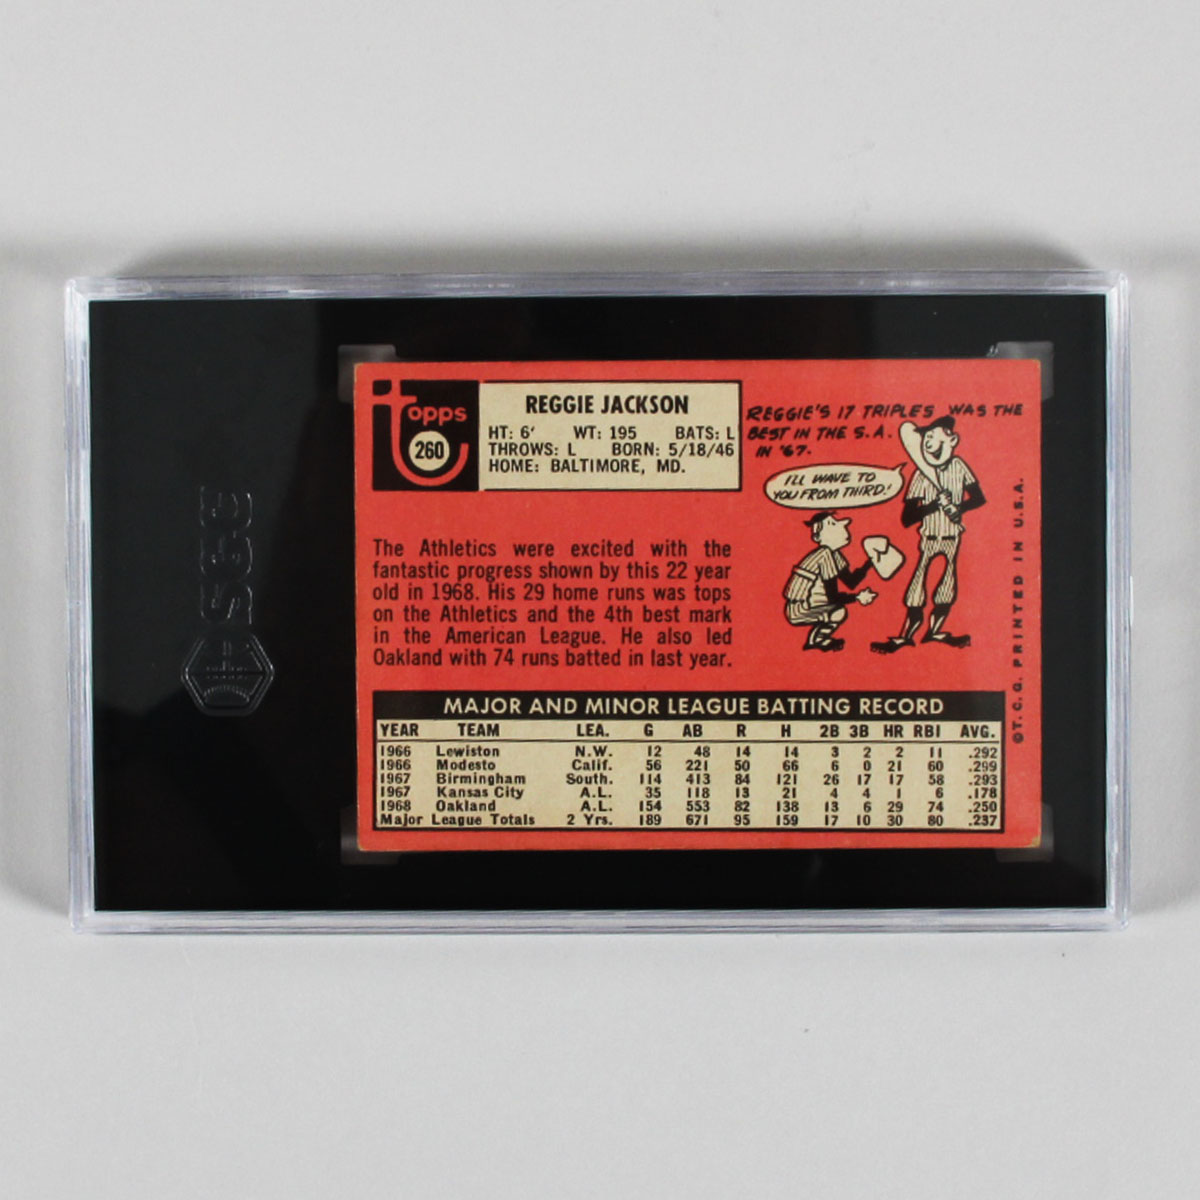 SGC
Topps
260
REGGIE JACKSON
HT: 6' WT: 195 BATS: L
THROWS: L BORN: 5/18/46
HOME: BALTIMORE, MD.
REGGIE'S 17 TRIPLES WAS THE
BEST IN THE S.A.
IN '67.
I'LL WAVE TO
YOU FROM THIRD!
The Athletics were excited with the
fantastic progress shown by this 22 year
old in 1968. His 29 home runs was tops
on the Athletics and the 4th best mark
in the American League. He also led
Oakland with 74 runs batted in last year.
MAJOR AND MINOR LEAGUE BATTING RECORD
YEAR TEAM LEA. G AB R H 2B 3B HR RBI AVG.
1966 Lewiston N.W. 12 48 14 14 3 2 2 11 .292
1966 Modesto Calif. 56 221 50 66 6 0 21 60 .299
1967 Birmingham South. 114 413 84 121 26 17 17 58 .293
1967 Kansas City A.L. 35 118 13 21 4 4 1 6 .178
1968 Oakland A.L. 154 553 82 138 13 6 29 74 .250
Major League Totals 2 Yrs. 189 671 95 159 17 10 30 80 .237
©T.C.G. PRINTED IN U.S.A.